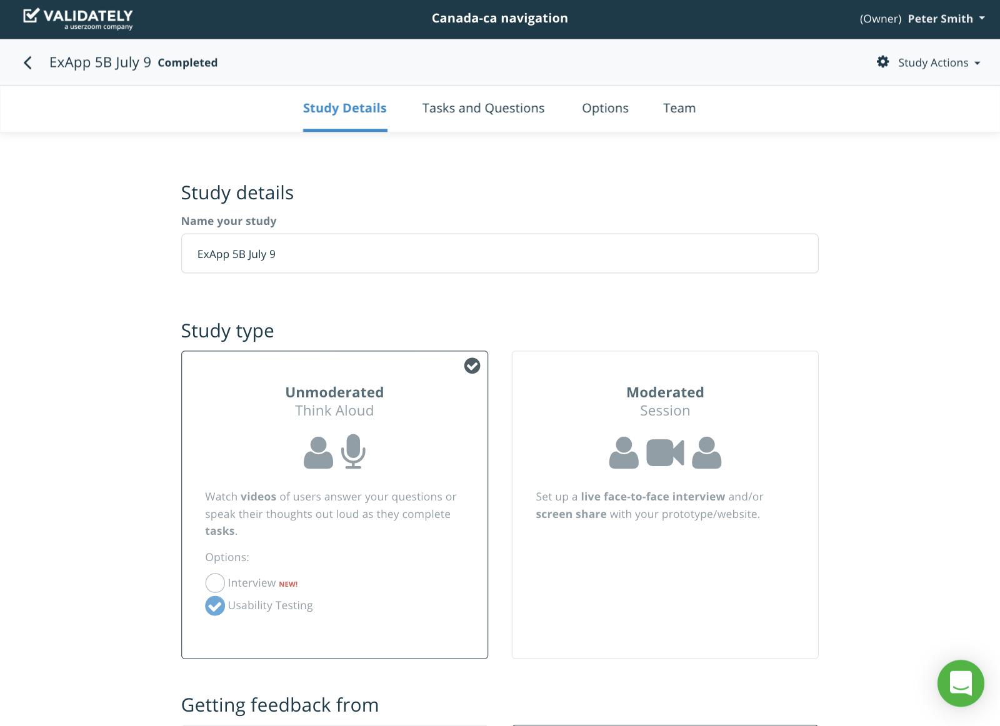 VALIDATELY
a userzoom company
Canada-ca navigation
(Owner) Peter Smith
ExApp 5B July 9 Completed
Study Actions
Study Details
Tasks and Questions
Options
Team
Study details
Name your study
ExApp 5B July 9
Study type
Unmoderated
Think Aloud
Watch videos of users answer your questions or
speak their thoughts out loud as they complete
tasks.
Options:
Interview NEW!
Usability Testing
Moderated
Session
Set up a live face-to-face interview and/or
screen share with your prototype/website.
Getting feedback from